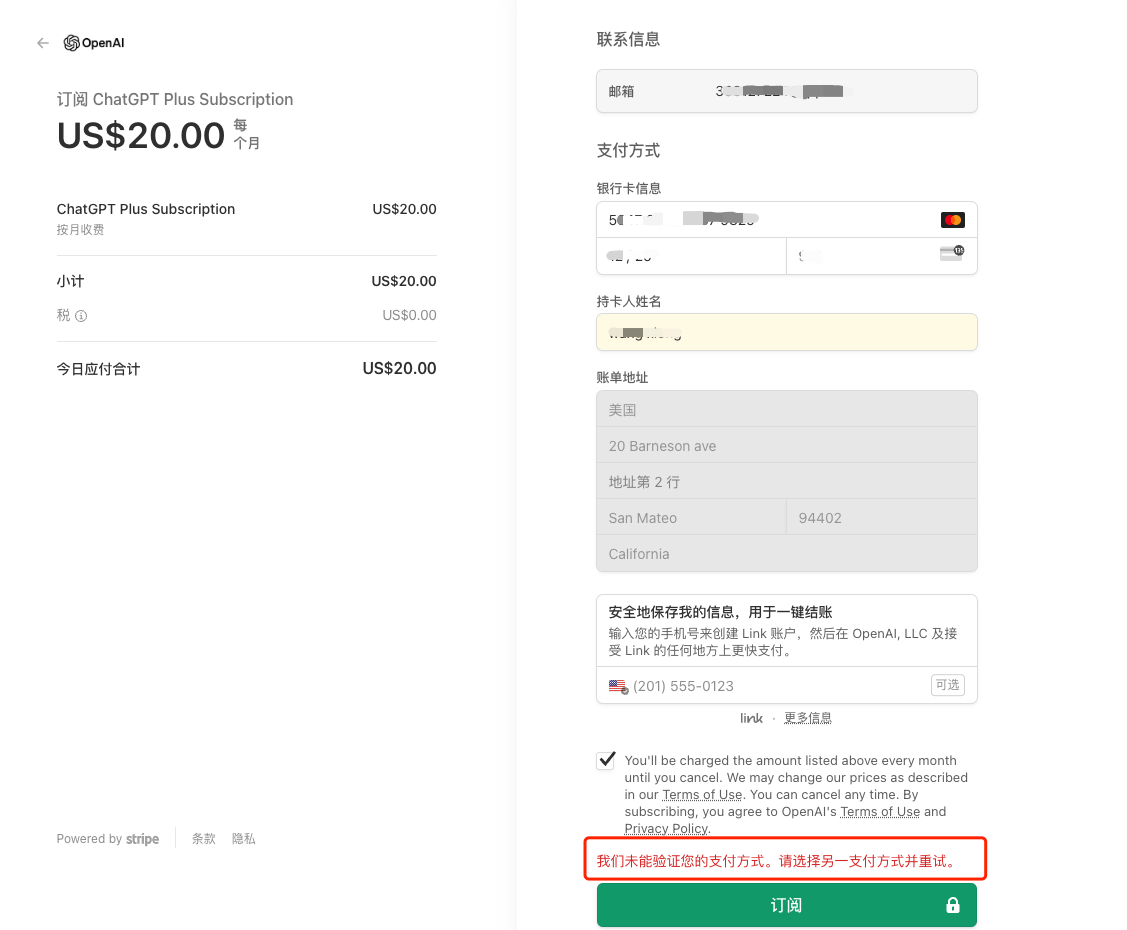 OpenAI
订阅 ChatGPT Plus Subscription
US$20.00 每
个月
ChatGPT Plus Subscription US$20.00
按月收费
小计 US$20.00
税 US$0.00
今日应付合计 US$20.00
Powered by stripe 条款 隐私
联系信息
邮箱
支付方式
银行卡信息
持卡人姓名
账单地址
美国
20 Barneson ave
地址第 2 行
San Mateo 94402
California
安全地保存我的信息，用于一键结账
输入您的手机号来创建 Link 账户，然后在 OpenAI, LLC 及接
受 Link 的任何地方上更快支付。
(201) 555-0123 可选
link · 更多信息
You'll be charged the amount listed above every month
until you cancel. We may change our prices as described
in our Terms of Use. You can cancel any time. By
subscribing, you agree to OpenAI's Terms of Use and
Privacy Policy.
我们未能验证您的支付方式。请选择另一支付方式并重试。
订阅